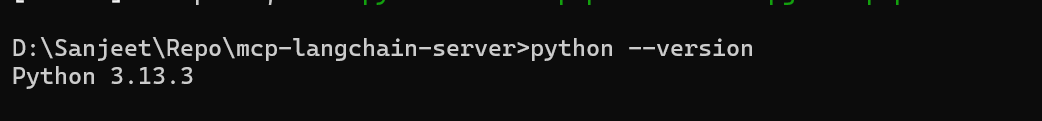 D:\Sanjeet\Repo\mcp-langchain-server>python --version
Python 3.13.3